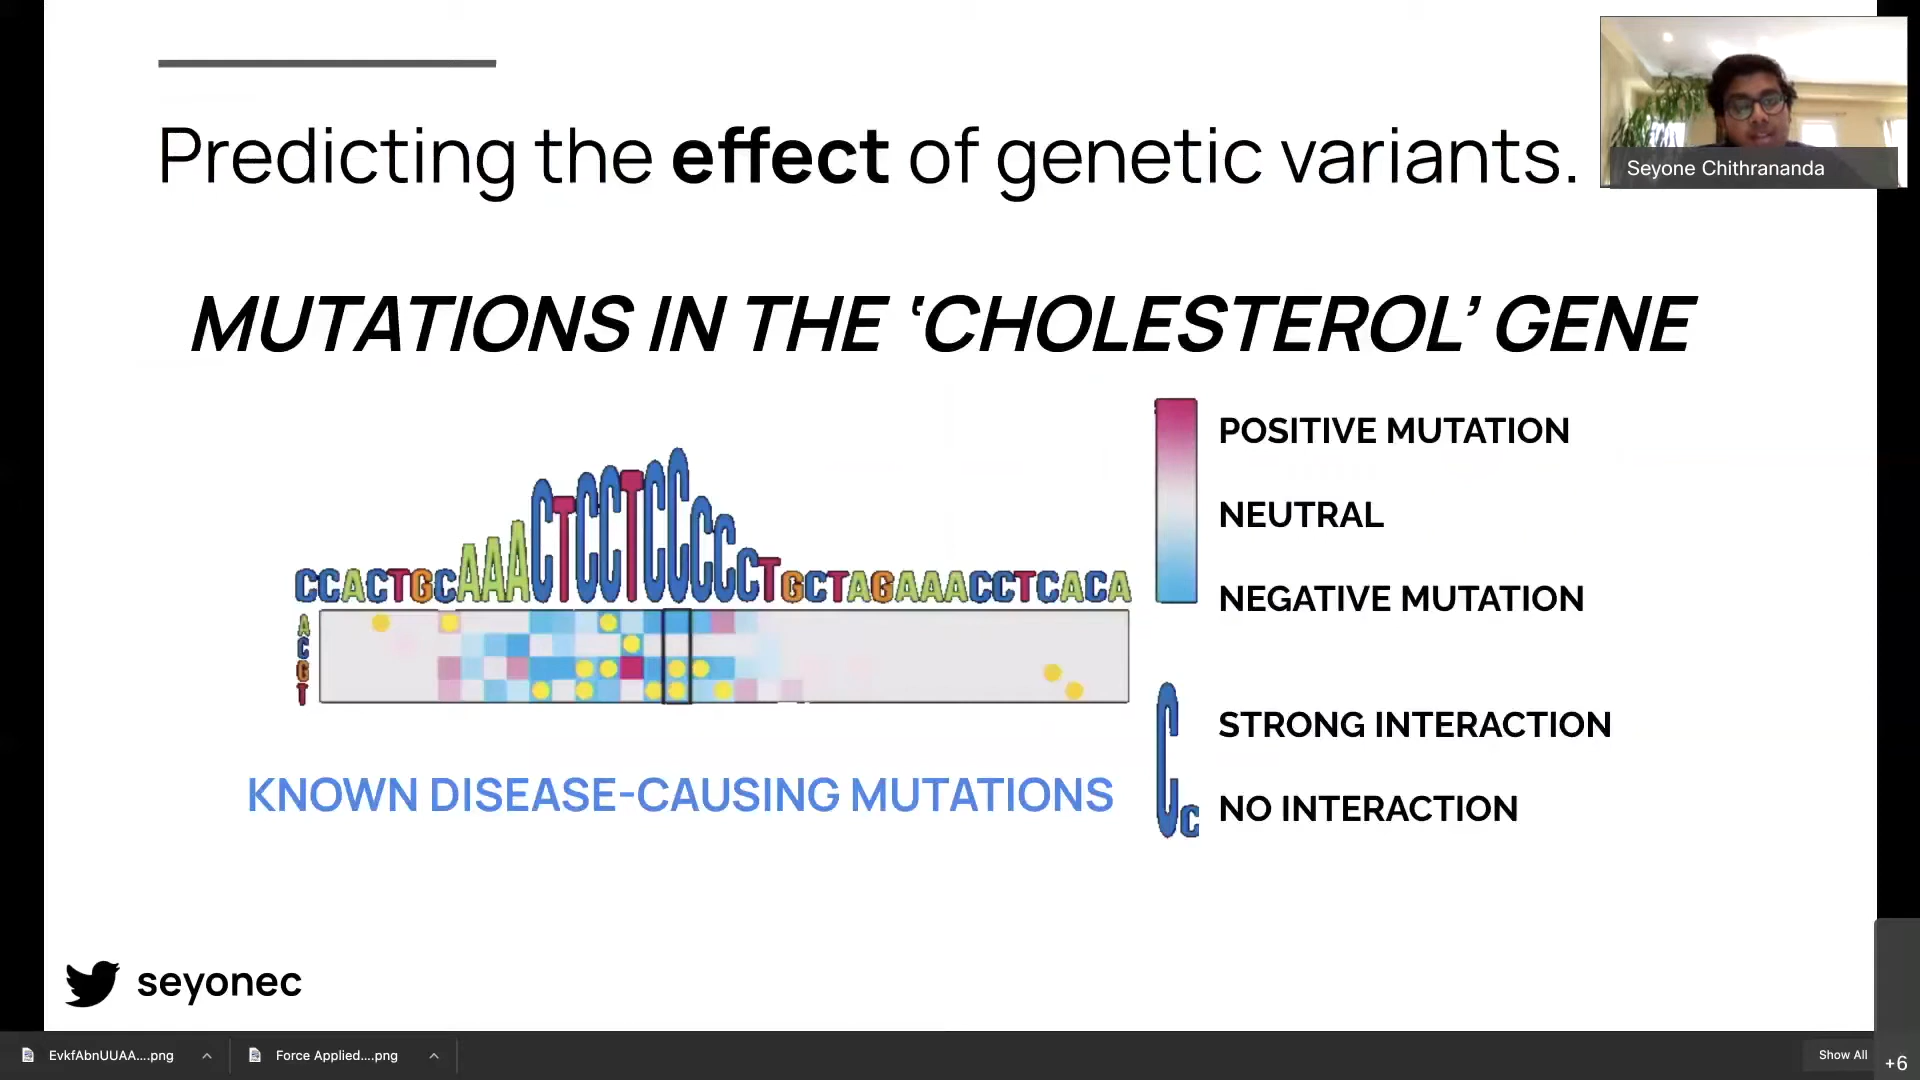 Predicting the effect of genetic variants.
Seyone Chithrananda
MUTATIONS IN THE ‘CHOLESTEROL’ GENE
POSITIVE MUTATION
NEUTRAL
NEGATIVE MUTATION
CCACTGCAAACTCCTCCCCCTGCTAGAAACCTCACA
A
C
G
T
STRONG INTERACTION
C
C
NO INTERACTION
KNOWN DISEASE-CAUSING MUTATIONS
seyonec
EvkfAbnUUAA....png
Force Applied....png
Show All
+6